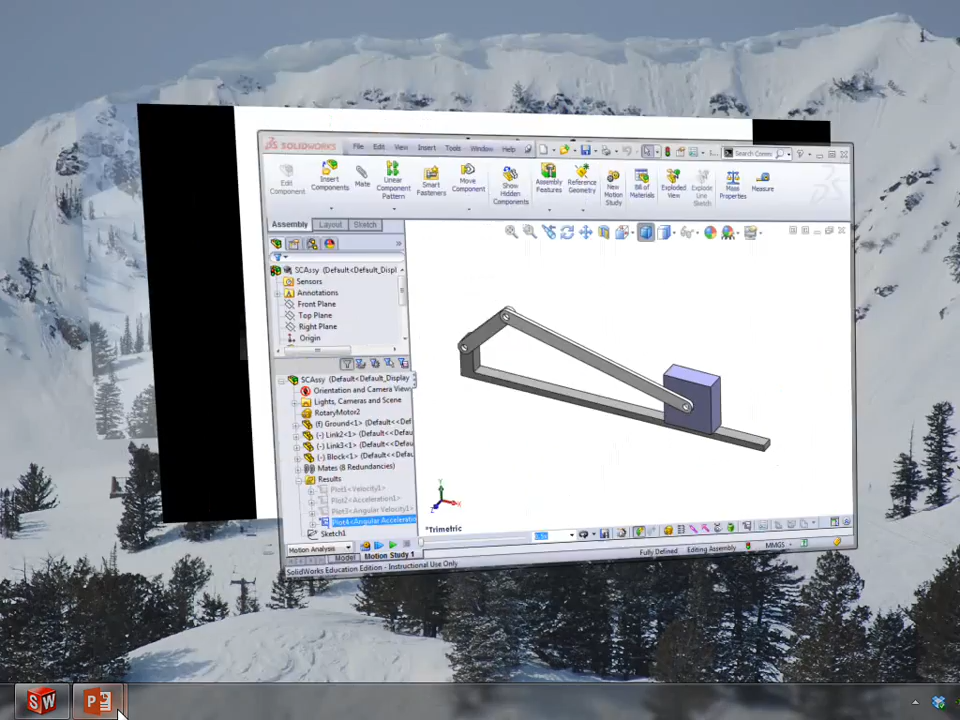 SOLIDWORKS File Edit View Insert Tools Window Help Search Comm
Edit Component
Insert Components
Mate
Linear Component Pattern
Smart Fasteners
Move Component
Show Hidden Components
Assembly Features
Reference Geometry
New Motion Study
Bill of Materials
Exploded View
Explode Line Sketch
Mass Properties
Measure
Assembly Layout Sketch
SCAssy (Default<Default_Displ
Sensors
Annotations
Front Plane
Top Plane
Right Plane
Origin
SCAssy (Default<Default_Display
Orientation and Camera View
Lights, Cameras and Scene
RotaryMotor2
(f) Ground<1> (Default<<Def
(-) Link2<1> (Default<<Defa
(-) Link3<1> (Default<<Defa
(-) Block<1> (Default<<Defa
Mates (8 Redundancies)
Results
Plot1<Velocity1>
Plot2<Acceleration1>
Plot3<Angular Velocity1>
Plot4<Angular Acceleratio
Sketch1
*Trimetric
Motion Analysis
Model Motion Study 1
SolidWorks Education Edition - Instructional Use Only
Fully Defined Editing Assembly MMGS
SW
P